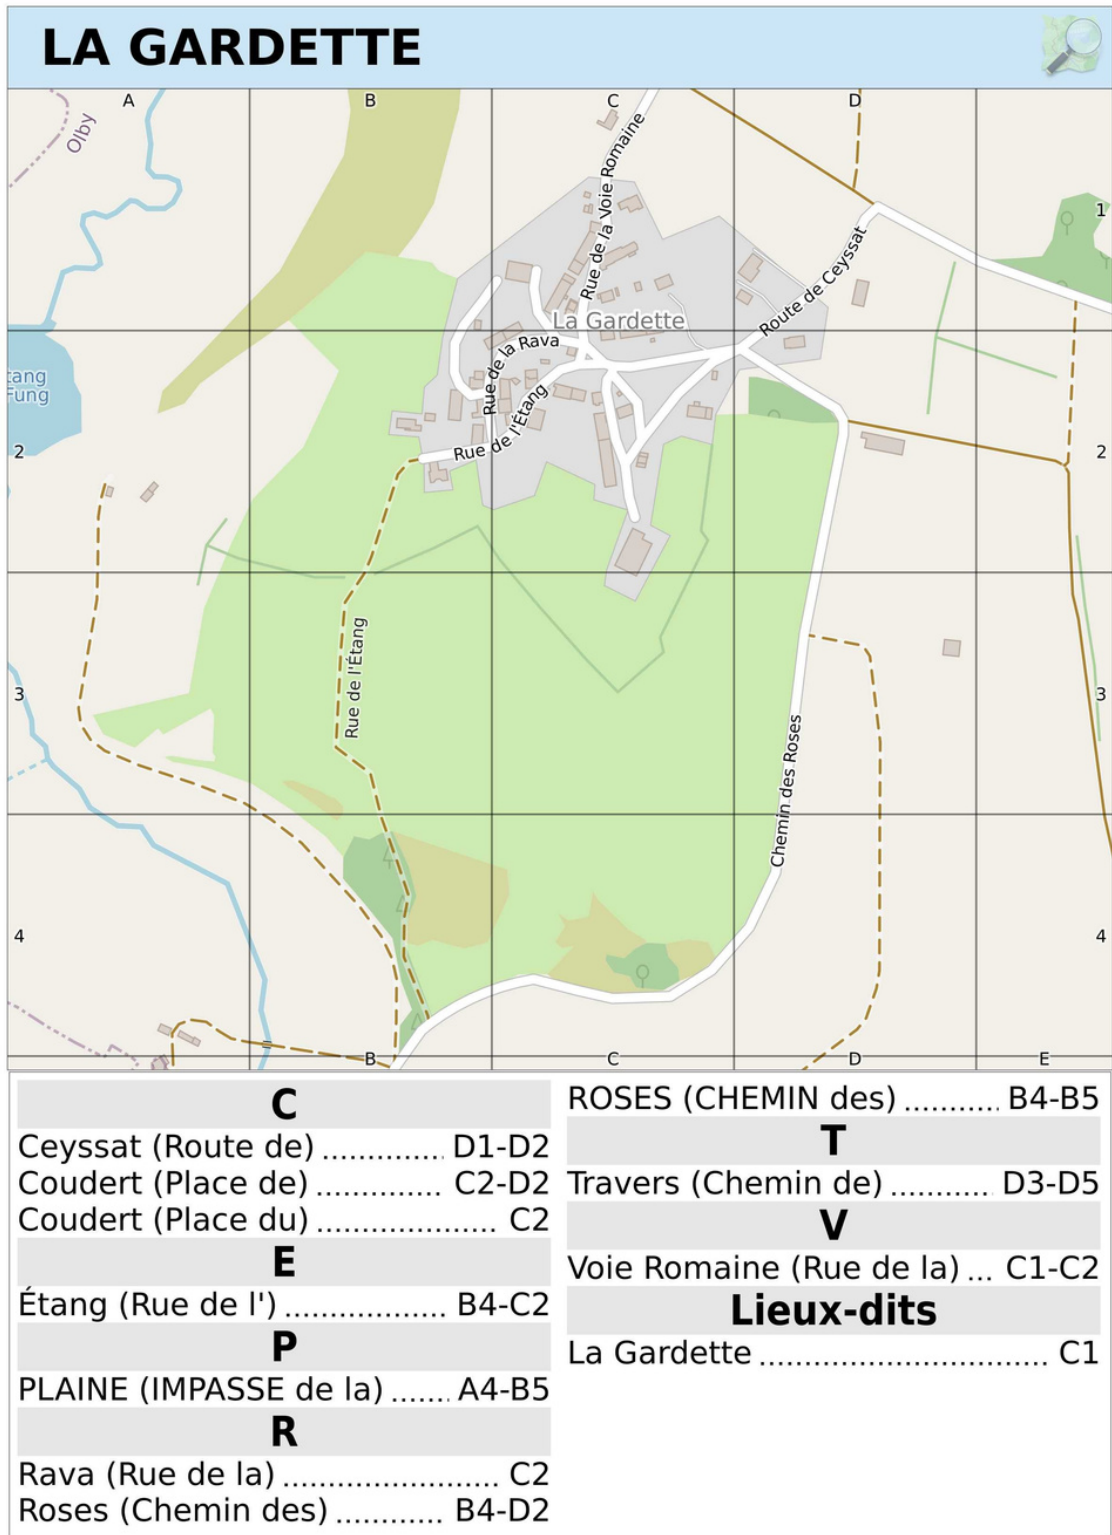 LA GARDETTE
A
B
C
D
Olby
Rue de la Voie Romaine
1
1
Route de Ceyssat
La Gardette
tang
Fung
Rue de la Rava
Rue de l'Étang
2
2
Rue de l'Étang
3
3
Chemin des Roses
4
4
B
C
D
E
C
Ceyssat (Route de) ................ D1-D2
Coudert (Place de) ................ C2-D2
Coudert (Place du) ..................... C2
E
Étang (Rue de l') ................... B4-C2
P
PLAINE (IMPASSE de la) ....... A4-B5
R
Rava (Rue de la) ......................... C2
Roses (Chemin des) ............ B4-D2
ROSES (CHEMIN des) ........... B4-B5
T
Travers (Chemin de) ............ D3-D5
V
Voie Romaine (Rue de la) ... C1-C2
Lieux-dits
La Gardette ................................. C1